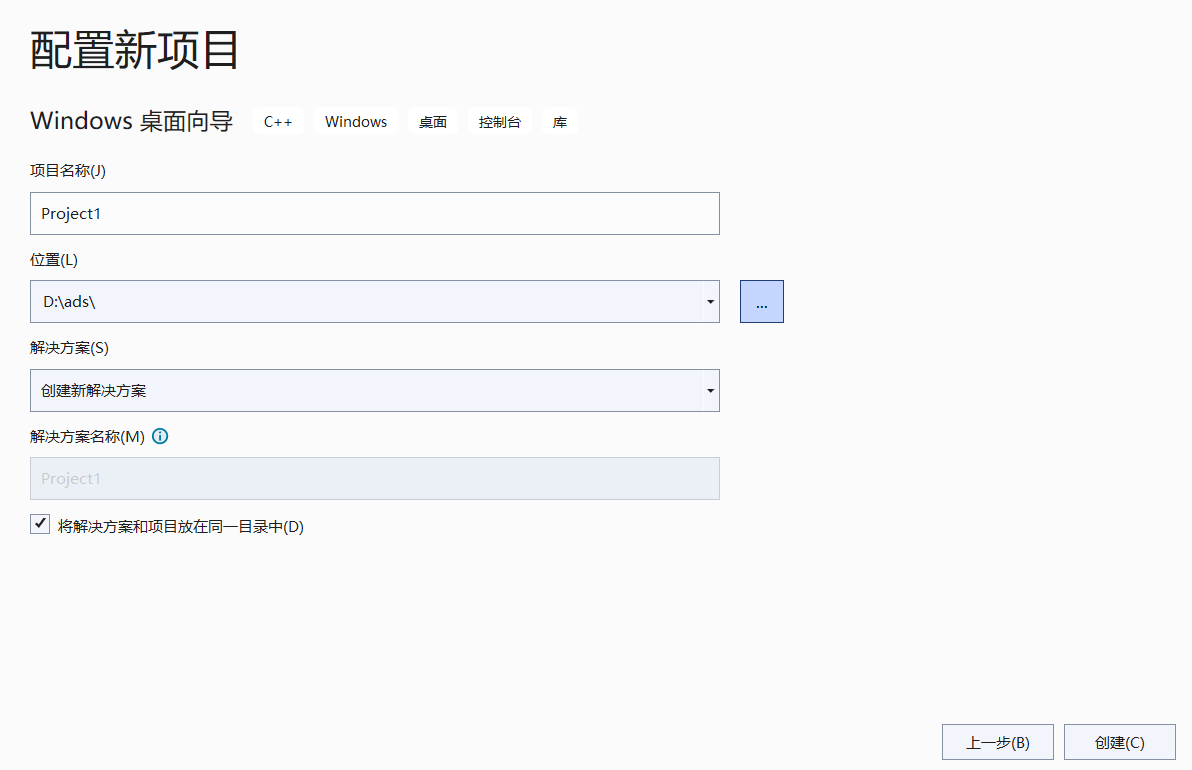 配置新项目
Windows 桌面向导 C++ Windows 桌面 控制台 库
项目名称(J)
Project1
位置(L)
D:\ads\
...
解决方案(S)
创建新解决方案
解决方案名称(M)
Project1
将解决方案和项目放在同一目录中(D)
上一步(B) 创建(C)